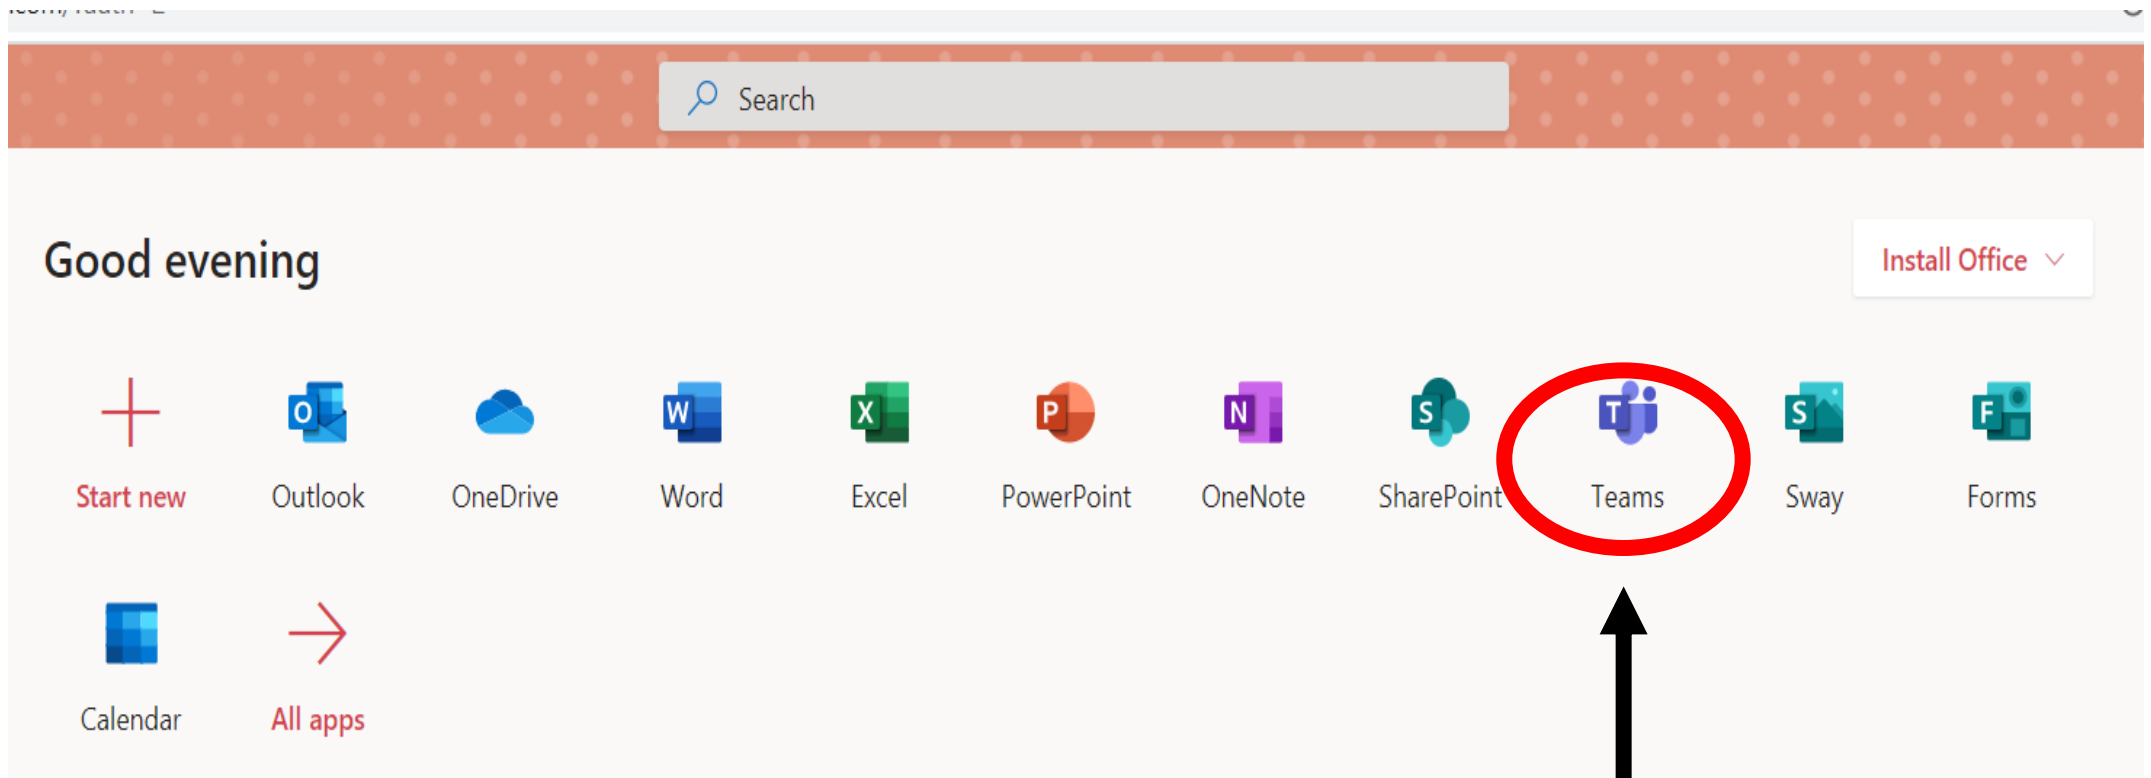 Search
Good evening
Install Office
Start new Outlook OneDrive Word Excel PowerPoint OneNote SharePoint Teams Sway Forms
Calendar All apps